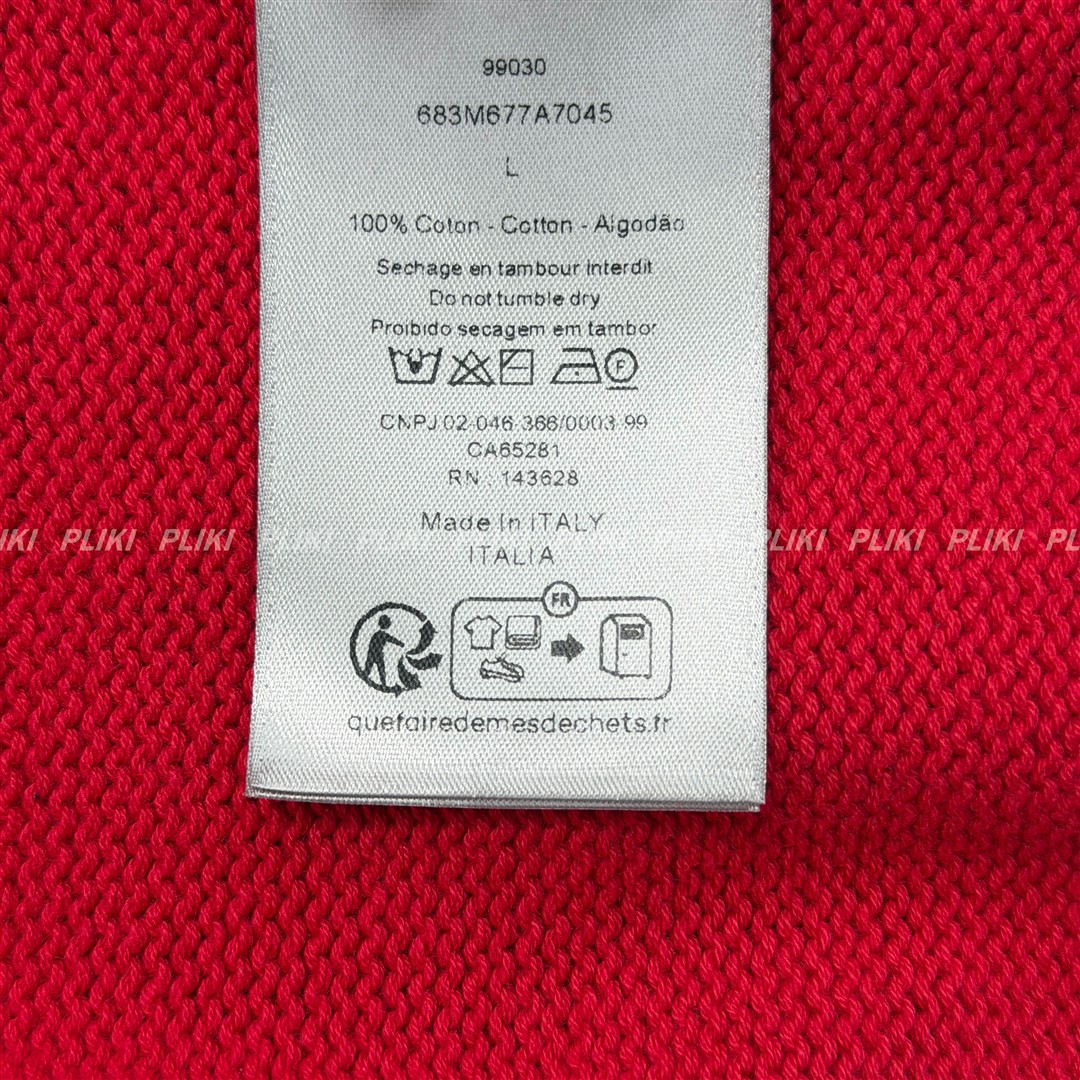 99030
683M677A7045
L
100% Coton - Cotton - Algodão
Sechage en tambour interdit
Do not tumble dry
Proibido secagem em tambor
F
CNPJ 02-046-366/0003-99
CA65281
RN : 143628
Made In ITALY
ITALIA
IKI PLIKI PLIKI PLIKI PLIKI PLIKI PL
FR
quefairedemesdechets.fr